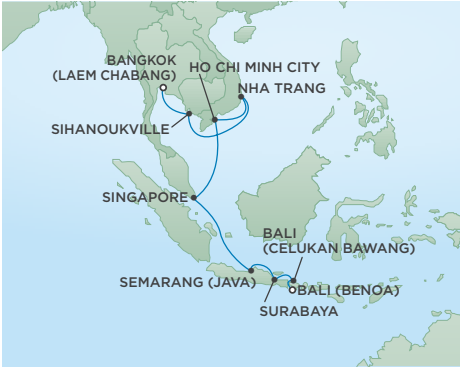 BANGKOK
(LAEM CHABANG)
HO CHI MINH CITY
NHA TRANG
SIHANOUKVILLE
SINGAPORE
BALI
(CELUKAN BAWANG)
SEMARANG (JAVA)
BALI (BENOA)
SURABAYA